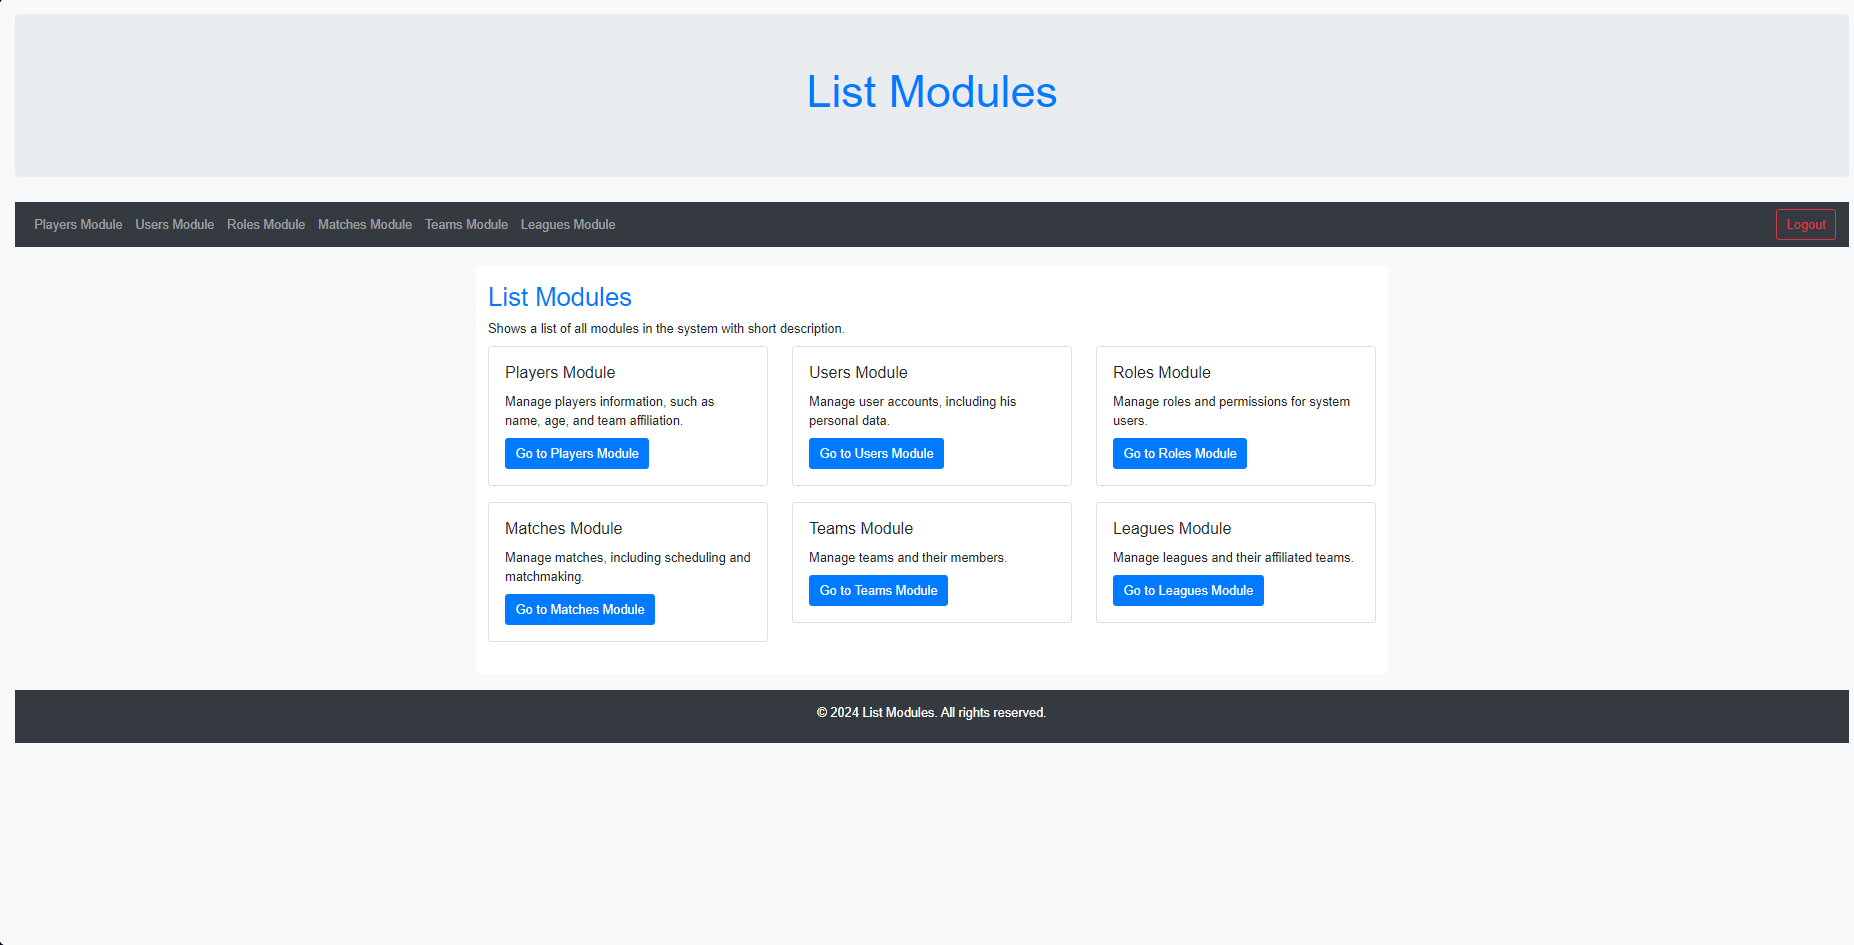 List Modules
Players Module Users Module Roles Module Matches Module Teams Module Leagues Module Logout
List Modules
Shows a list of all modules in the system with short description.
Players Module
Manage players information, such as
name, age, and team affiliation.
Go to Players Module
Users Module
Manage user accounts, including his
personal data.
Go to Users Module
Roles Module
Manage roles and permissions for system
users.
Go to Roles Module
Matches Module
Manage matches, including scheduling and
matchmaking.
Go to Matches Module
Teams Module
Manage teams and their members.
Go to Teams Module
Leagues Module
Manage leagues and their affiliated teams.
Go to Leagues Module
© 2024 List Modules. All rights reserved.